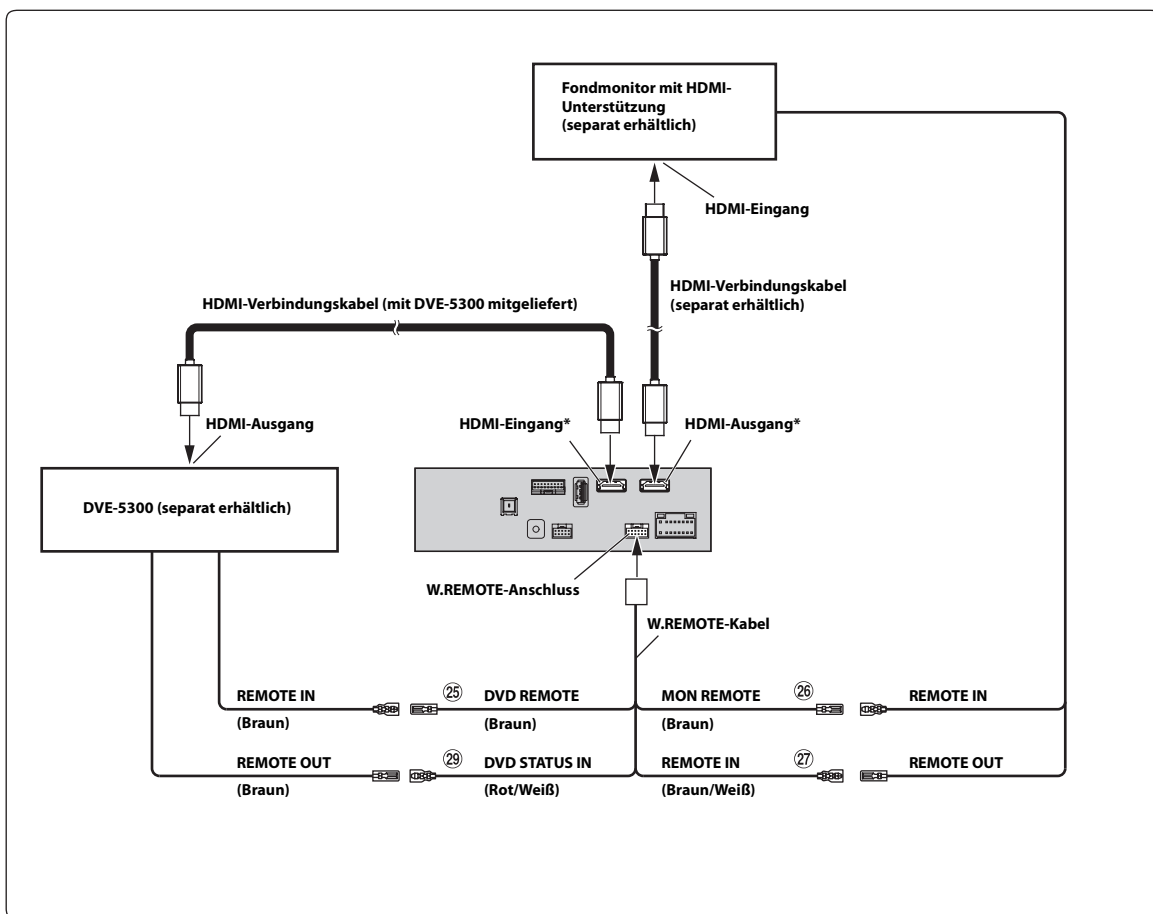 Fondmonitor mit HDMI-
Unterstützung
(separat erhältlich)
HDMI-Eingang
HDMI-Verbindungskabel
(separat erhältlich)
HDMI-Verbindungskabel (mit DVE-5300 mitgeliefert)
HDMI-Ausgang
HDMI-Eingang*
HDMI-Ausgang*
DVE-5300 (separat erhältlich)
W.REMOTE-Anschluss
W.REMOTE-Kabel
REMOTE IN
(Braun)
㉕
DVD REMOTE
(Braun)
MON REMOTE
(Braun)
㉖
REMOTE IN
REMOTE OUT
(Braun)
㉙
DVD STATUS IN
(Rot/Weiß)
REMOTE IN
(Braun/Weiß)
㉗
REMOTE OUT